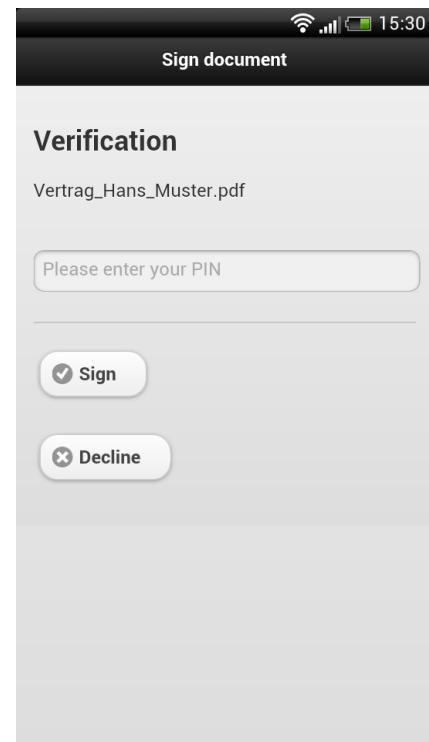 15:30
Sign document
Verification
Vertrag_Hans_Muster.pdf
Please enter your PIN
Sign
Decline